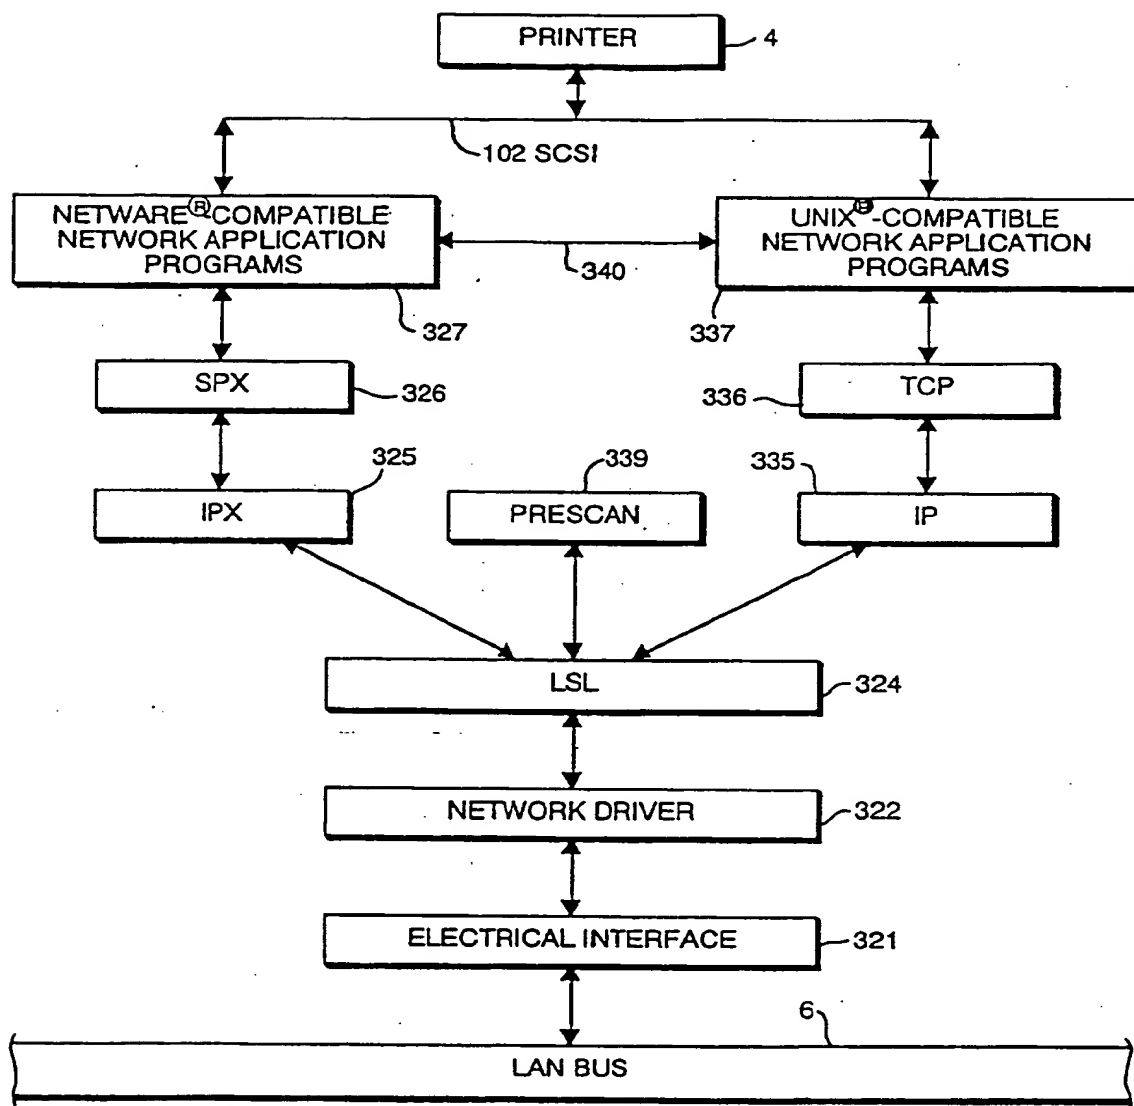 PRINTER
4
102 SCSI
NETWARE®-COMPATIBLE
NETWORK APPLICATION
PROGRAMS
327
340
UNIX®-COMPATIBLE
NETWORK APPLICATION
PROGRAMS
337
SPX
326
TCP
336
IPX
325
PRESCAN
339
IP
335
LSL
324
NETWORK DRIVER
322
ELECTRICAL INTERFACE
321
6
LAN BUS